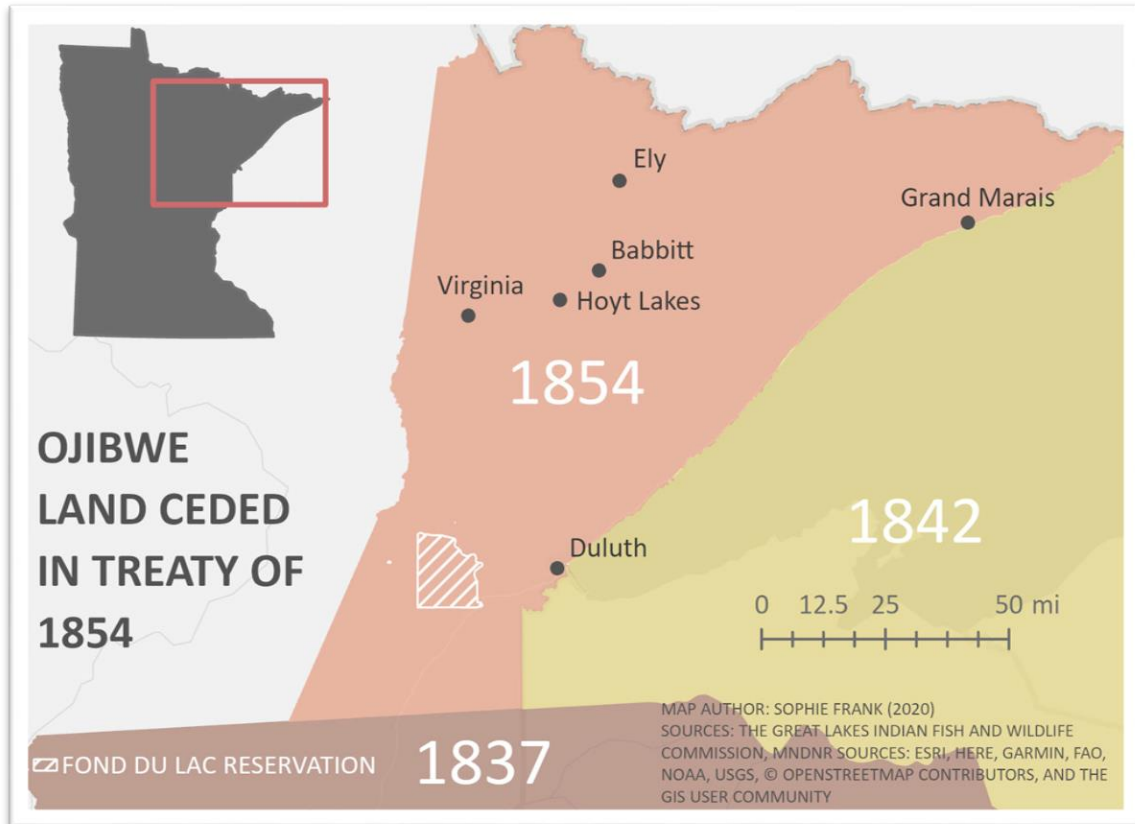 Ely
Grand Marais
Babbitt
Virginia
Hoyt Lakes
1854
OJIBWE
LAND CEDED
IN TREATY OF
1854
1842
Duluth
0 12.5 25 50 mi
MAP AUTHOR: SOPHIE FRANK (2020)
SOURCES: THE GREAT LAKES INDIAN FISH AND WILDLIFE
COMMISSION, MNDNR SOURCES: ESRI, HERE, GARMIN, FAO,
NOAA, USGS, © OPENSTREETMAP CONTRIBUTORS, AND THE
GIS USER COMMUNITY
FOND DU LAC RESERVATION
1837